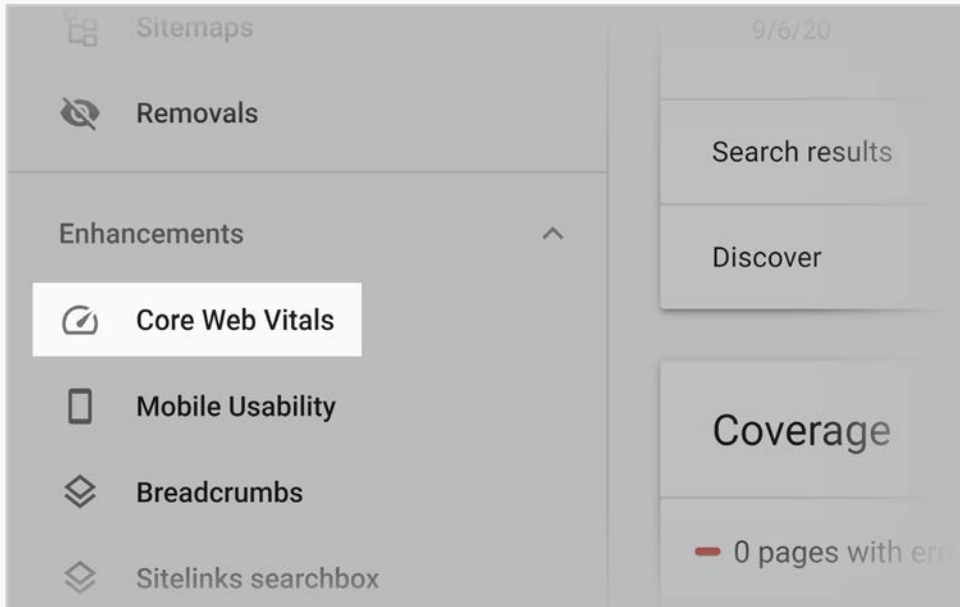 Sitemaps
Removals
Enhancements
Core Web Vitals
Mobile Usability
Breadcrumbs
Sitelinks searchbox
9/6/20
Search results
Discover
Coverage
0 pages with